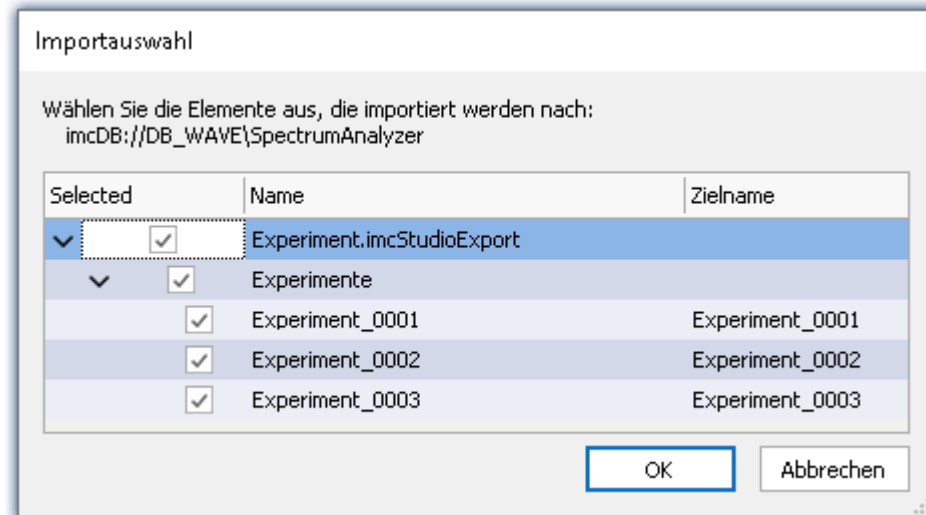 Importauswahl
Wählen Sie die Elemente aus, die importiert werden nach:
imcDB://DB_WAVE\SpectrumAnalyzer
Selected Name Zielname
Experiment.imcStudioExport
Experimente
Experiment_0001 Experiment_0001
Experiment_0002 Experiment_0002
Experiment_0003 Experiment_0003
OK Abbrechen